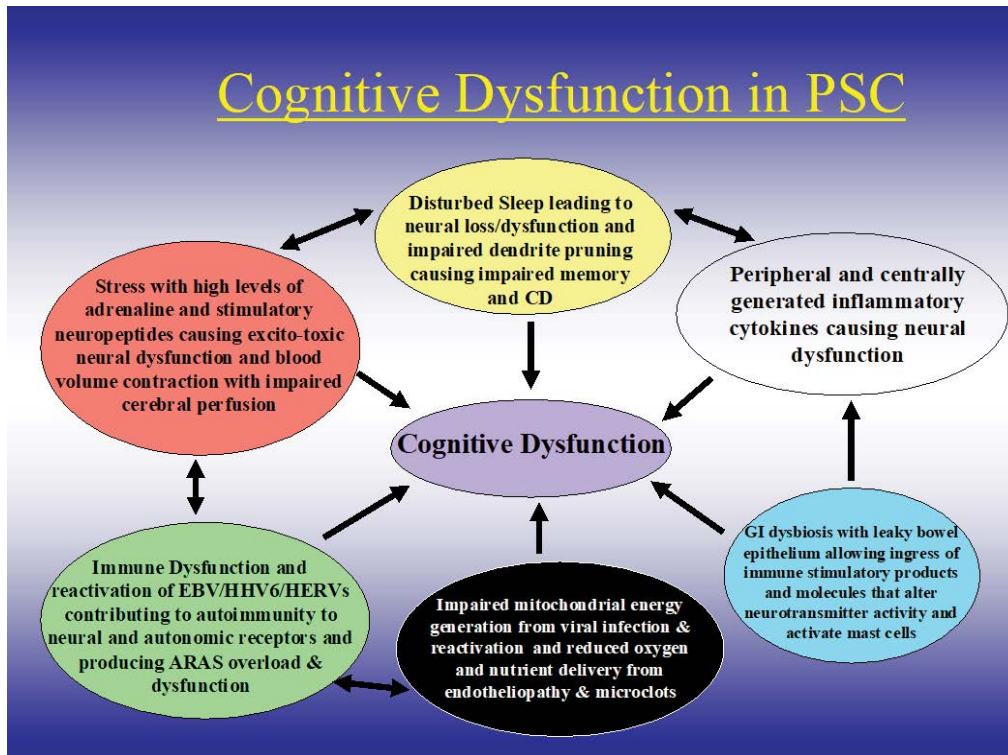 Cognitive Dysfunction in PSC
Disturbed Sleep leading to
neural loss/dysfunction and
impaired dendrite pruning
causing impaired memory
and CD
Stress with high levels of
adrenaline and stimulatory
neuropeptides causing excito-toxic
neural dysfunction and blood
volume contraction with impaired
cerebral perfusion
Peripheral and centrally
generated inflammatory
cytokines causing neural
dysfunction
Cognitive Dysfunction
Immune Dysfunction and
reactivation of EBV/HHV6/HERVs
contributing to autoimmunity to
neural and autonomic receptors and
producing ARAS overload &
dysfunction
Impaired mitochondrial energy
generation from viral infection &
reactivation and reduced oxygen
and nutrient delivery from
endotheliopathy & microclots
GI dysbiosis with leaky bowel
epithelium allowing ingress of
immune stimulatory products
and molecules that alter
neurotransmitter activity and
activate mast cells